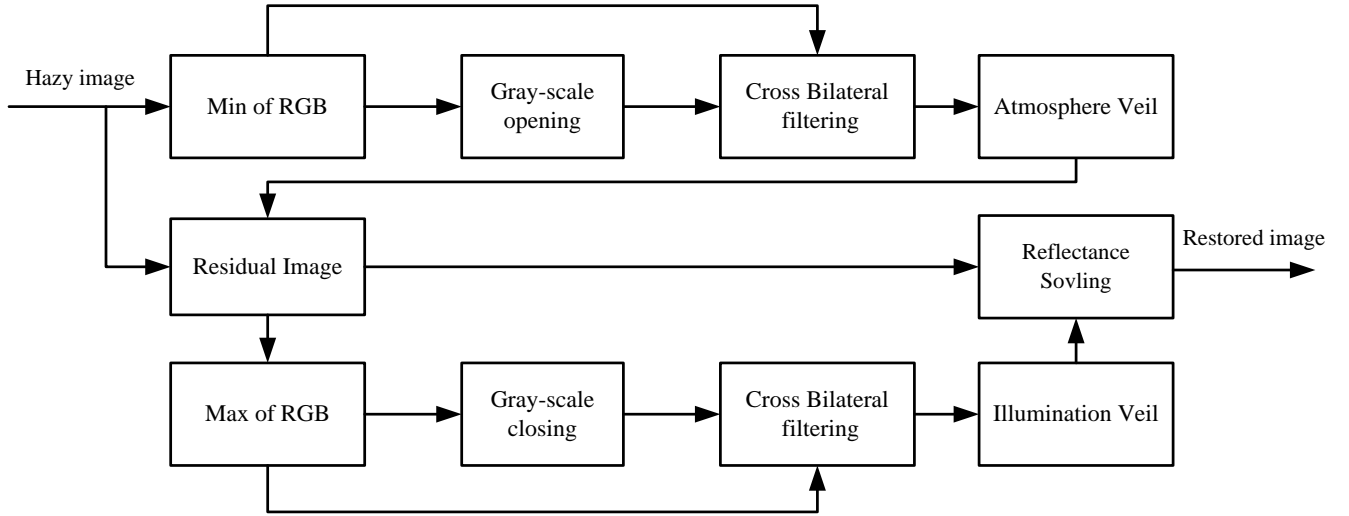 Hazy image
Min of RGB
Gray-scale
opening
Cross Bilateral
filtering
Atmosphere Veil
Residual Image
Reflectance
Sovling
Restored image
Max of RGB
Gray-scale
closing
Cross Bilateral
filtering
Illumination Veil